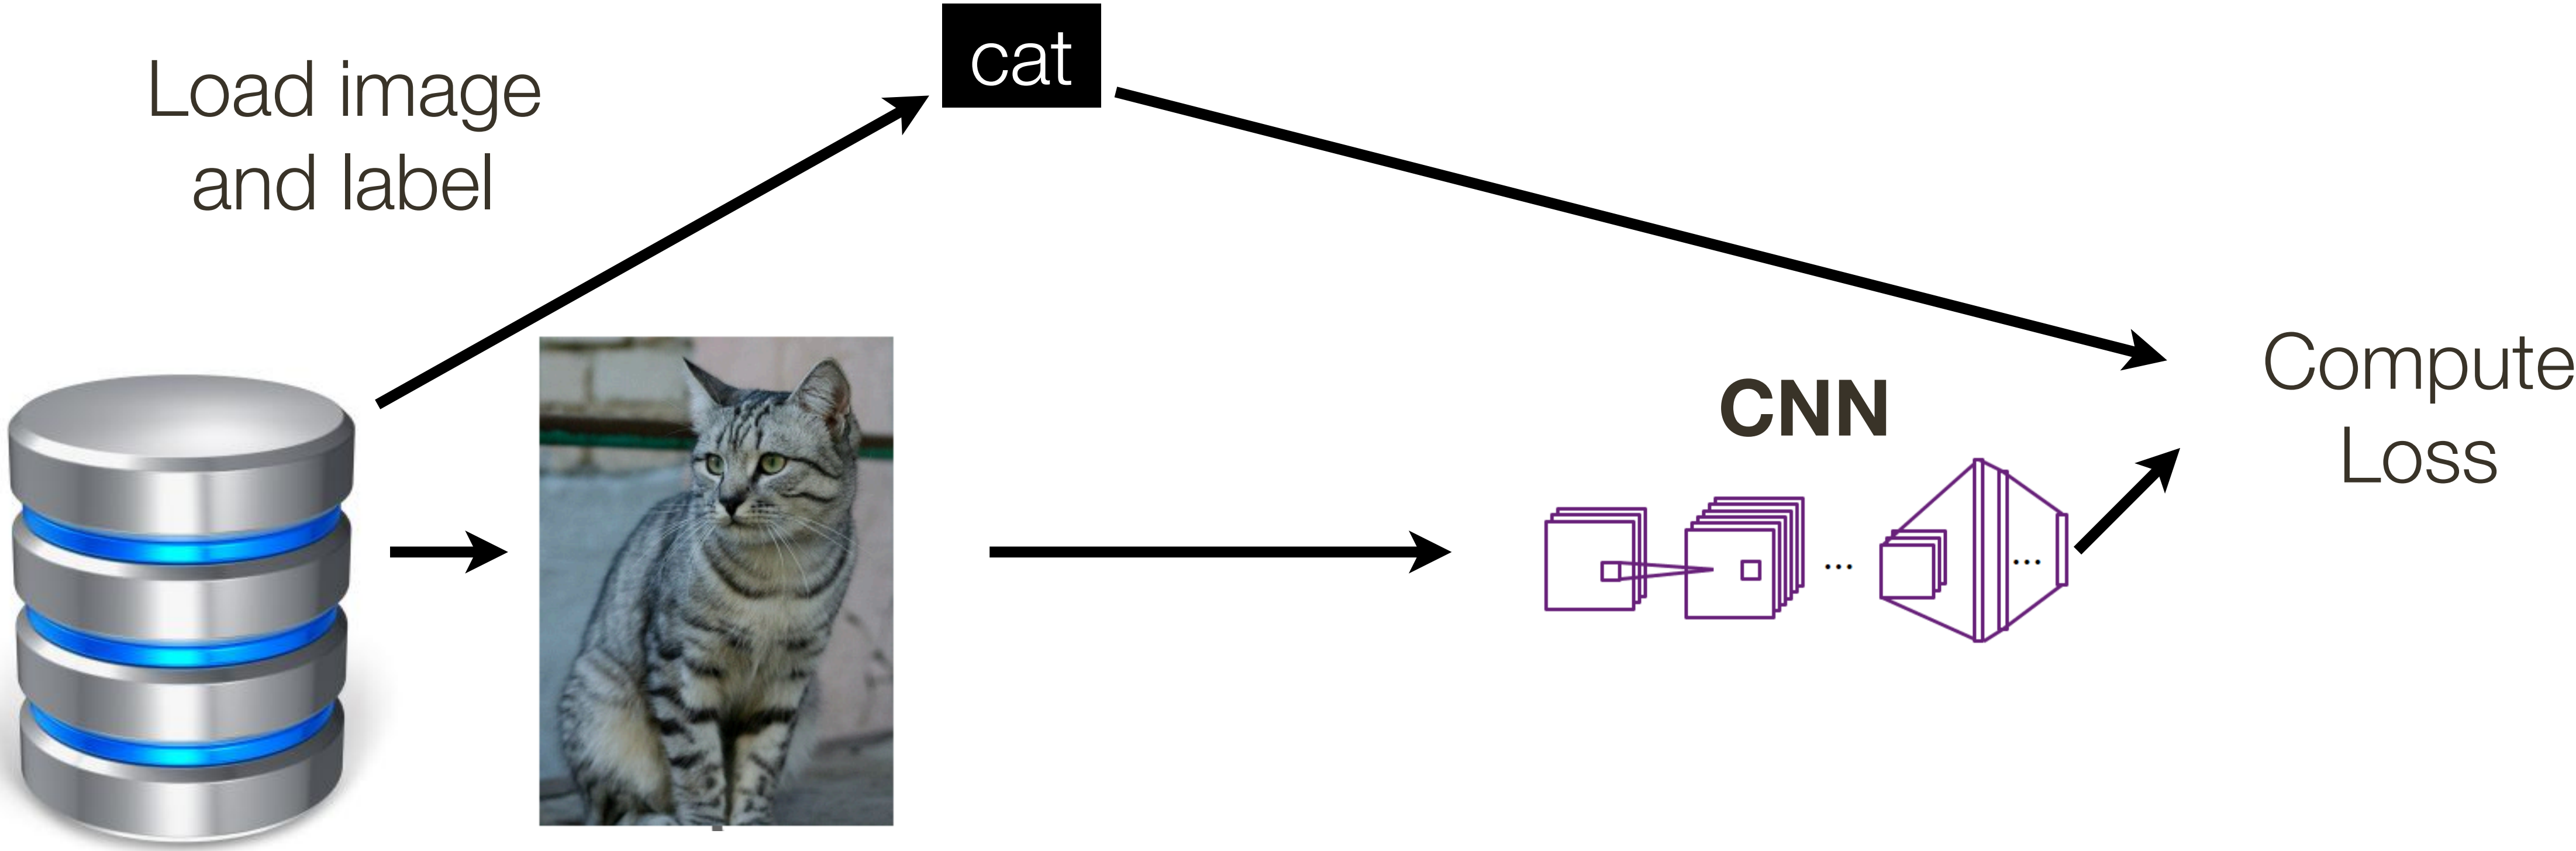 Load image
and label
cat
CNN
...
...
Compute
Loss